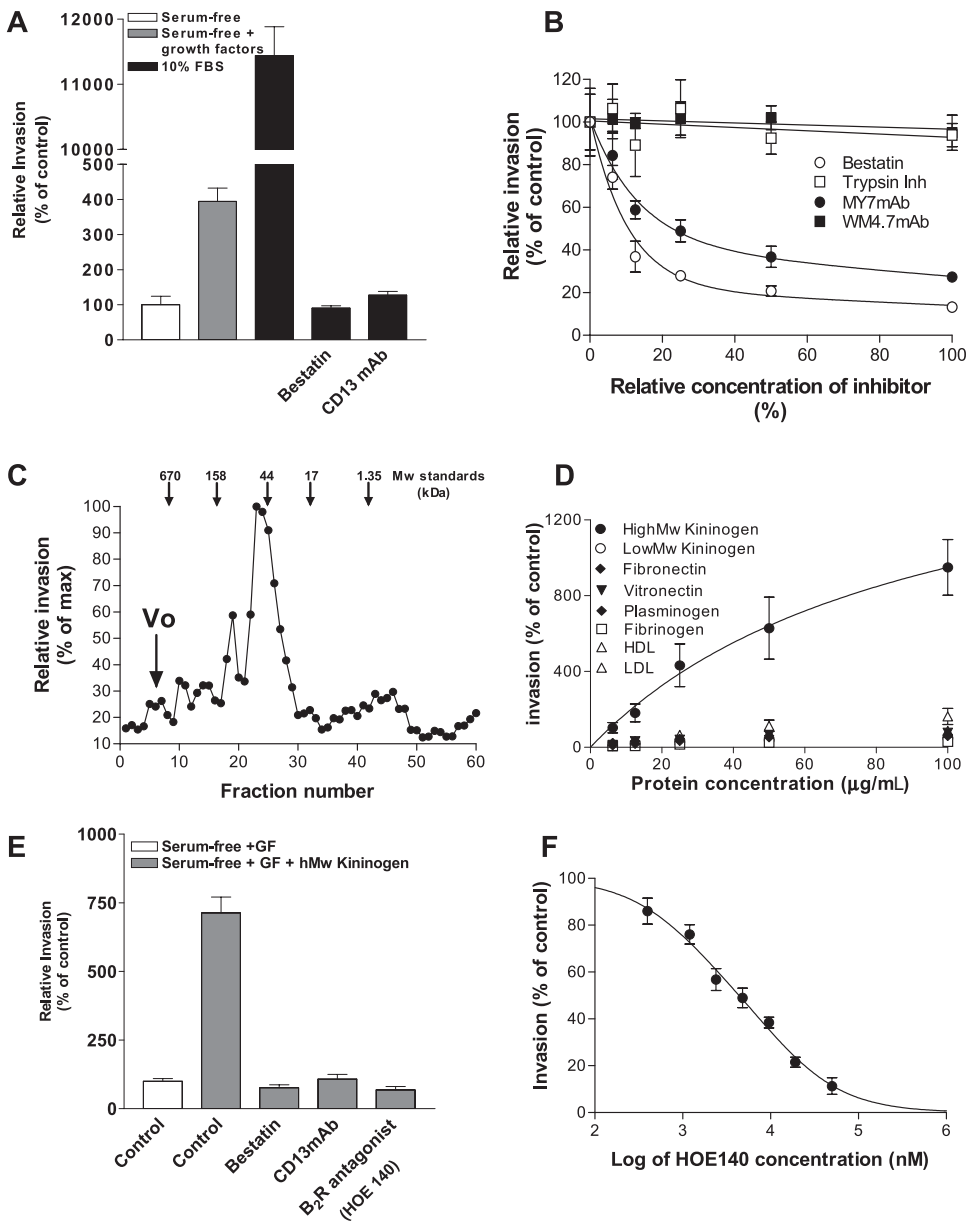 A
Serum-free
Serum-free +
growth factors
10% FBS
Relative Invasion
(% of control)
12000
11000
10000
500
400
300
200
100
0
Bestatin
CD13 mAb
B
Relative invasion
(% of control)
120
100
80
60
40
20
0
Bestatin
Trypsin Inh
MY7mAb
WM4.7mAb
0 20 40 60 80 100
Relative concentration of inhibitor
(%)
C
670 158 44 17 1.35 Mw standards
(kDa)
Relative invasion
(% of max)
100
90
80
70
60
50
40
30
20
10
Vo
0 10 20 30 40 50 60
Fraction number
D
invasion (% of control)
1200
800
400
0
HighMw Kininogen
LowMw Kininogen
Fibronectin
Vitronectin
Plasminogen
Fibrinogen
HDL
LDL
0 20 40 60 80 100
Protein concentration (μg/mL)
E
Serum-free +GF
Serum-free + GF + hMw Kininogen
Relative Invasion
(% of control)
1000
750
500
250
0
Control
Control
Bestatin
CD13mAb
B₂R antagonist
(HOE 140)
F
Invasion (% of control)
100
80
60
40
20
0
2 3 4 5 6
Log of HOE140 concentration (nM)